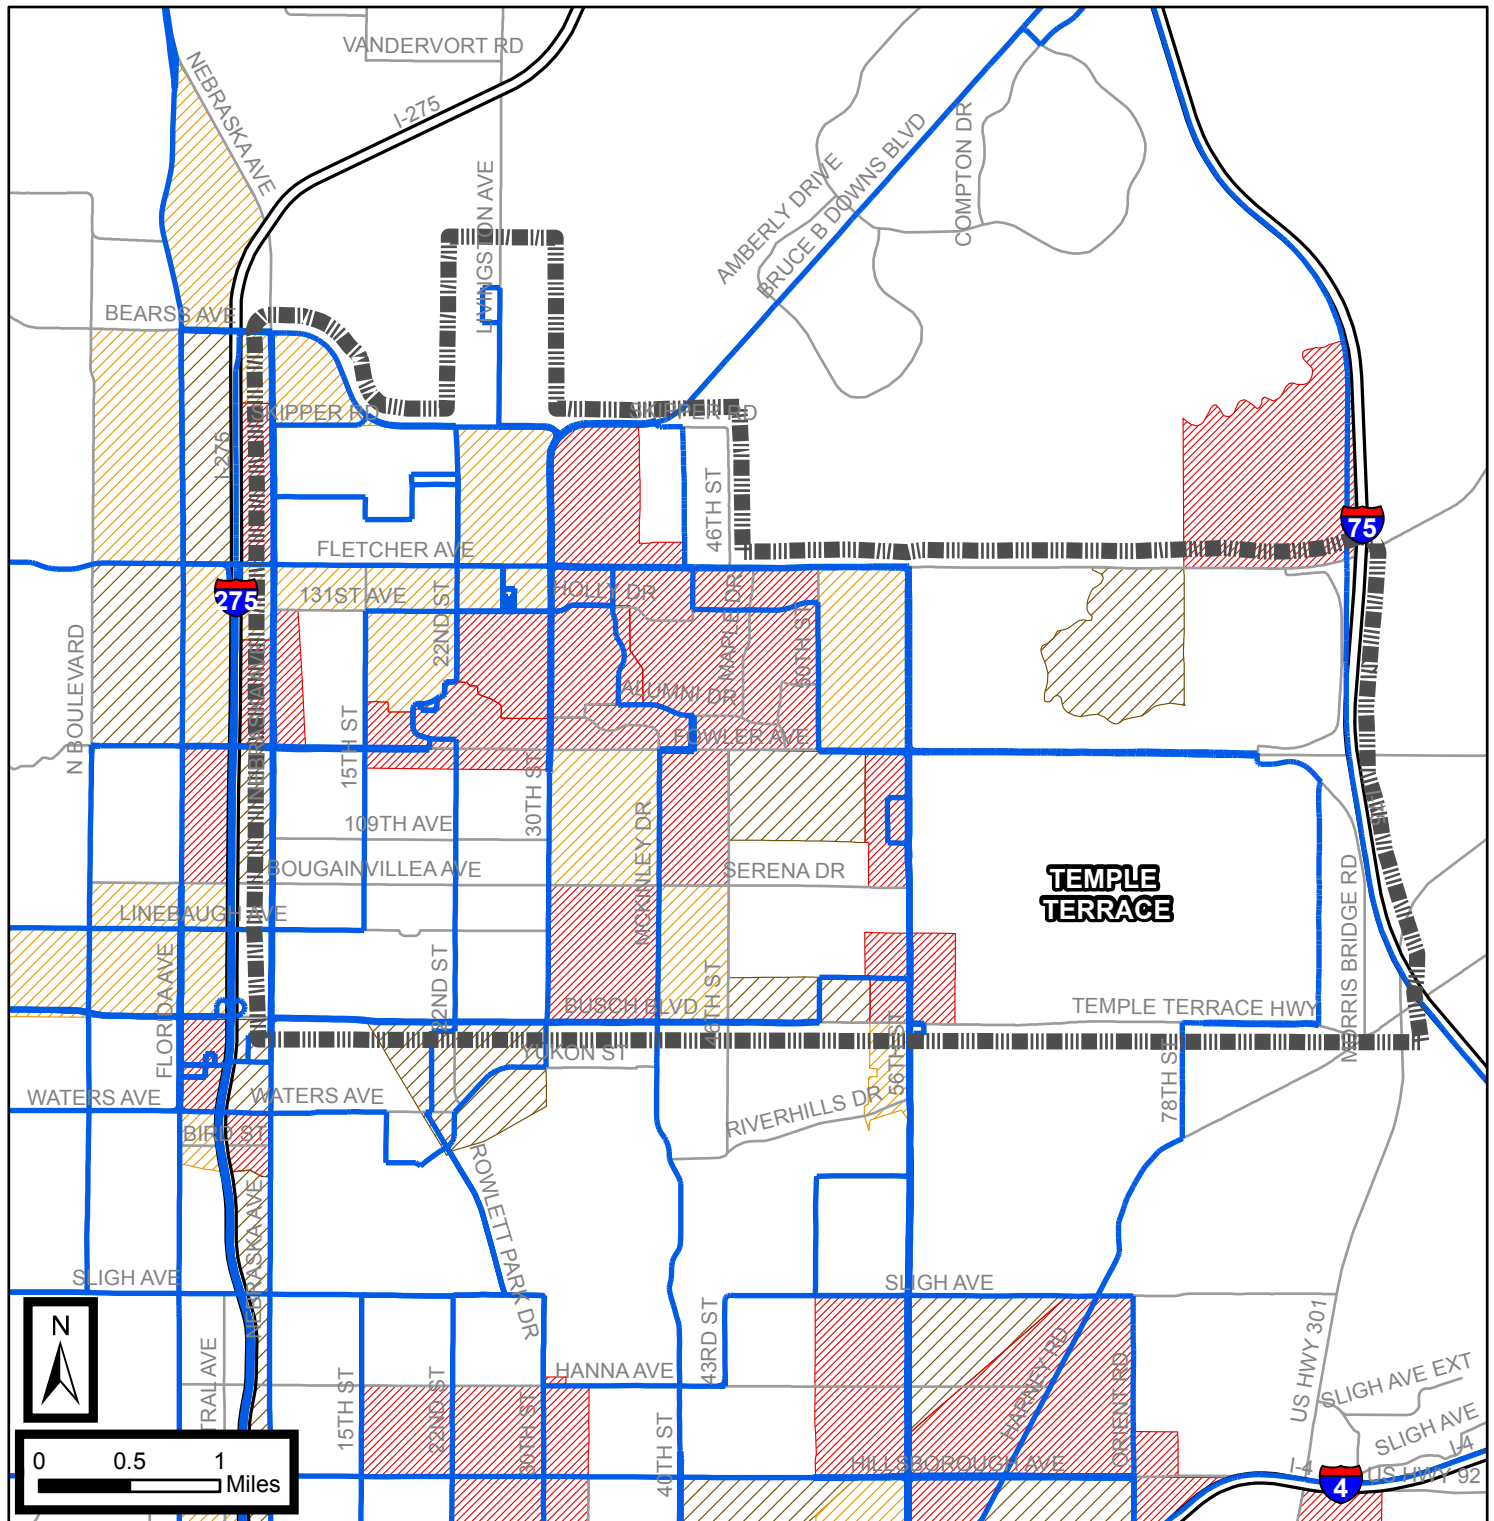 VANDERVORT RD
NEBRASKA AVE
I-275
LIVINGSTON AVE
AMBERLY DRIVE
BRUCE B DOWNS BLVD
COMPTON DR
BEARSS AVE
SKIPPER RD
SKIPPER RD
I-275
46TH ST
75
FLETCHER AVE
275
131ST AVE
22ND ST
HOLLY DR
MAPLE DR
50TH ST
N BOULEVARD
NEBRASKA AVE
ALUMNI DR
15TH ST
FOWLER AVE
30TH ST
MCKINLEY DR
109TH AVE
I-75
BOUGAINVILLEA AVE
SERENA DR
TEMPLE
TERRACE
LINEBAUGH AVE
MORRIS BRIDGE RD
FLORIDA AVE
22ND ST
46TH ST
BUSCH BLVD
TEMPLE TERRACE HWY
56TH ST
YUKON ST
78TH ST
WATERS AVE
WATERS AVE
RIVERHILLS DR
BIRD ST
ROWLETT PARK DR
NEBRASKA AVE
SLIGH AVE
SLIGH AVE
N
43RD ST
US HWY 301
HANNA AVE
HARNEY RD
ORIENT RD
SLIGH AVE EXT
TRAL AVE
15TH ST
22ND ST
30TH ST
40TH ST
SLIGH AVE
HILLSBOROUGH AVE
I-4
I-4
US HWY 92
4
0 0.5 1
Miles